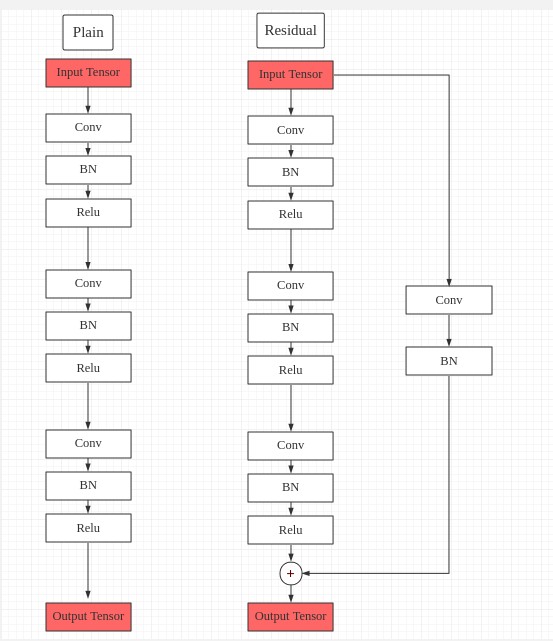 Plain
Input Tensor
Conv
BN
Relu
Conv
BN
Relu
Conv
BN
Relu
Output Tensor
Residual
Input Tensor
Conv
BN
Relu
Conv
BN
Relu
Conv
BN
Relu
+
Output Tensor
Conv
BN